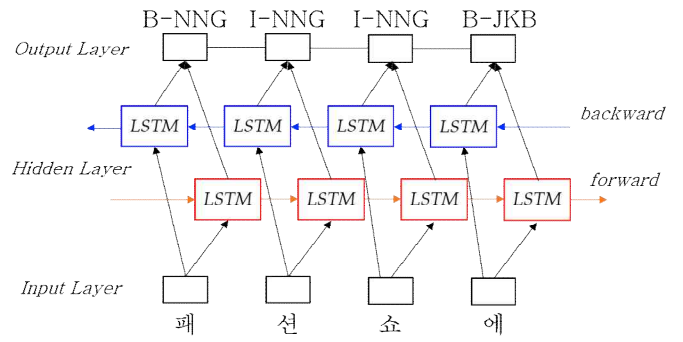 B-NNG I-NNG I-NNG B-JKB
Output Layer
LSTM LSTM LSTM LSTM backward
Hidden Layer
LSTM LSTM LSTM LSTM forward
Input Layer
패 션 쇼 에